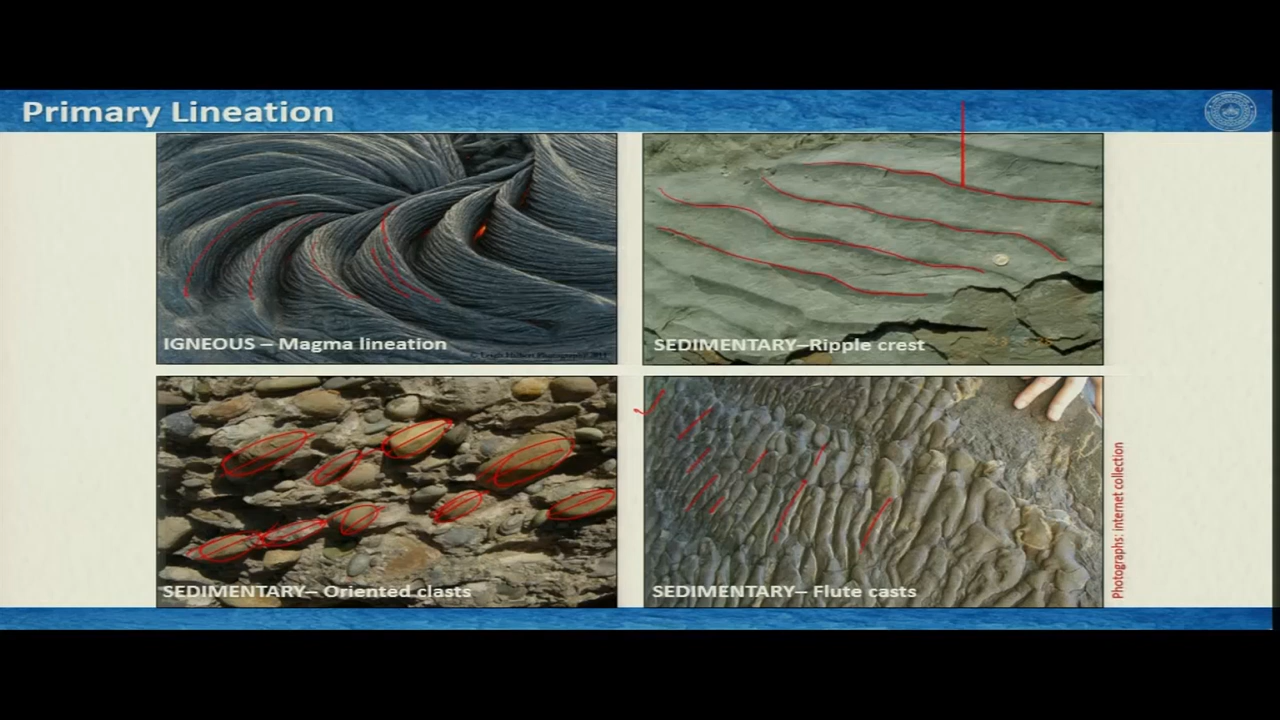 Primary Lineation
IGNEOUS – Magma lineation
SEDIMENTARY–Ripple crest
SEDIMENTARY– Oriented clasts
SEDIMENTARY– Flute casts
Photographs: internet collection